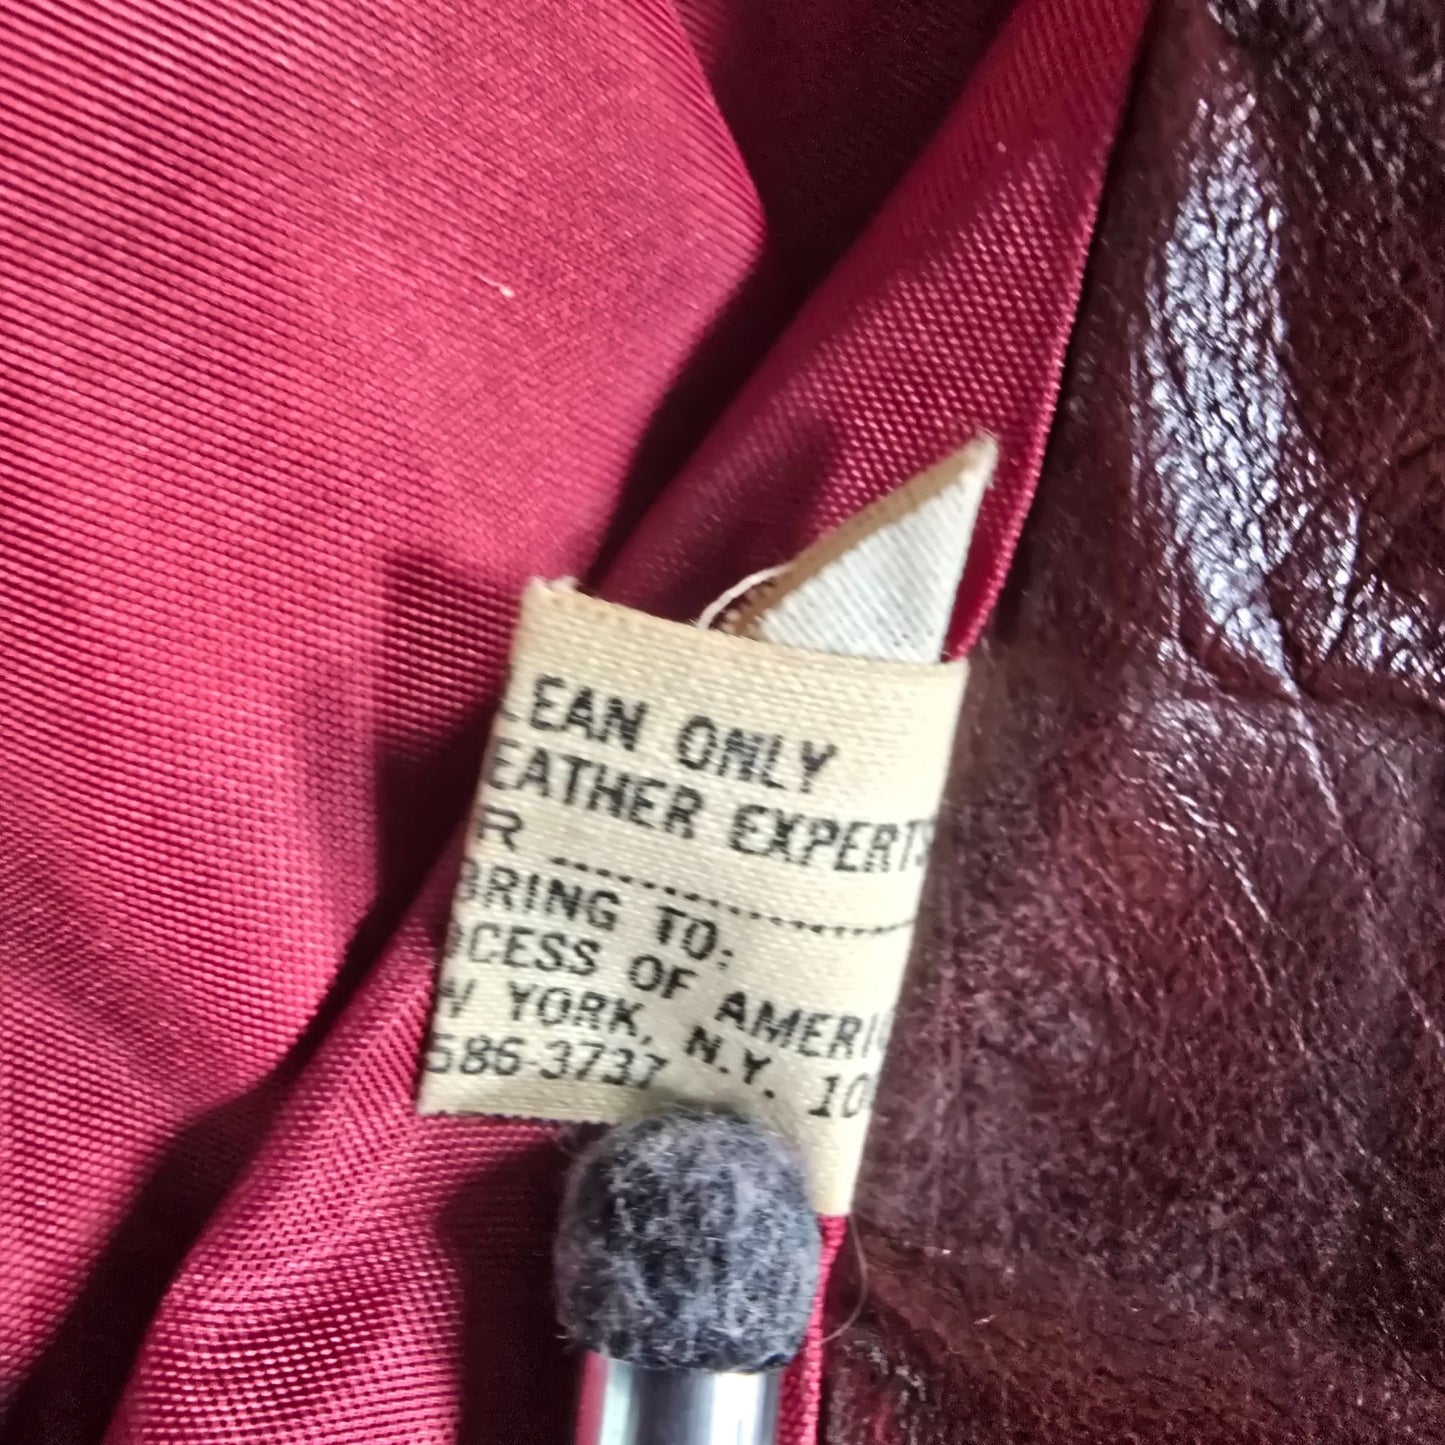 LEAN ONLY
EATHER EXPERTS
R
BRING TO:
OCESS OF AMERI
W YORK, N.Y. 10
586-3737